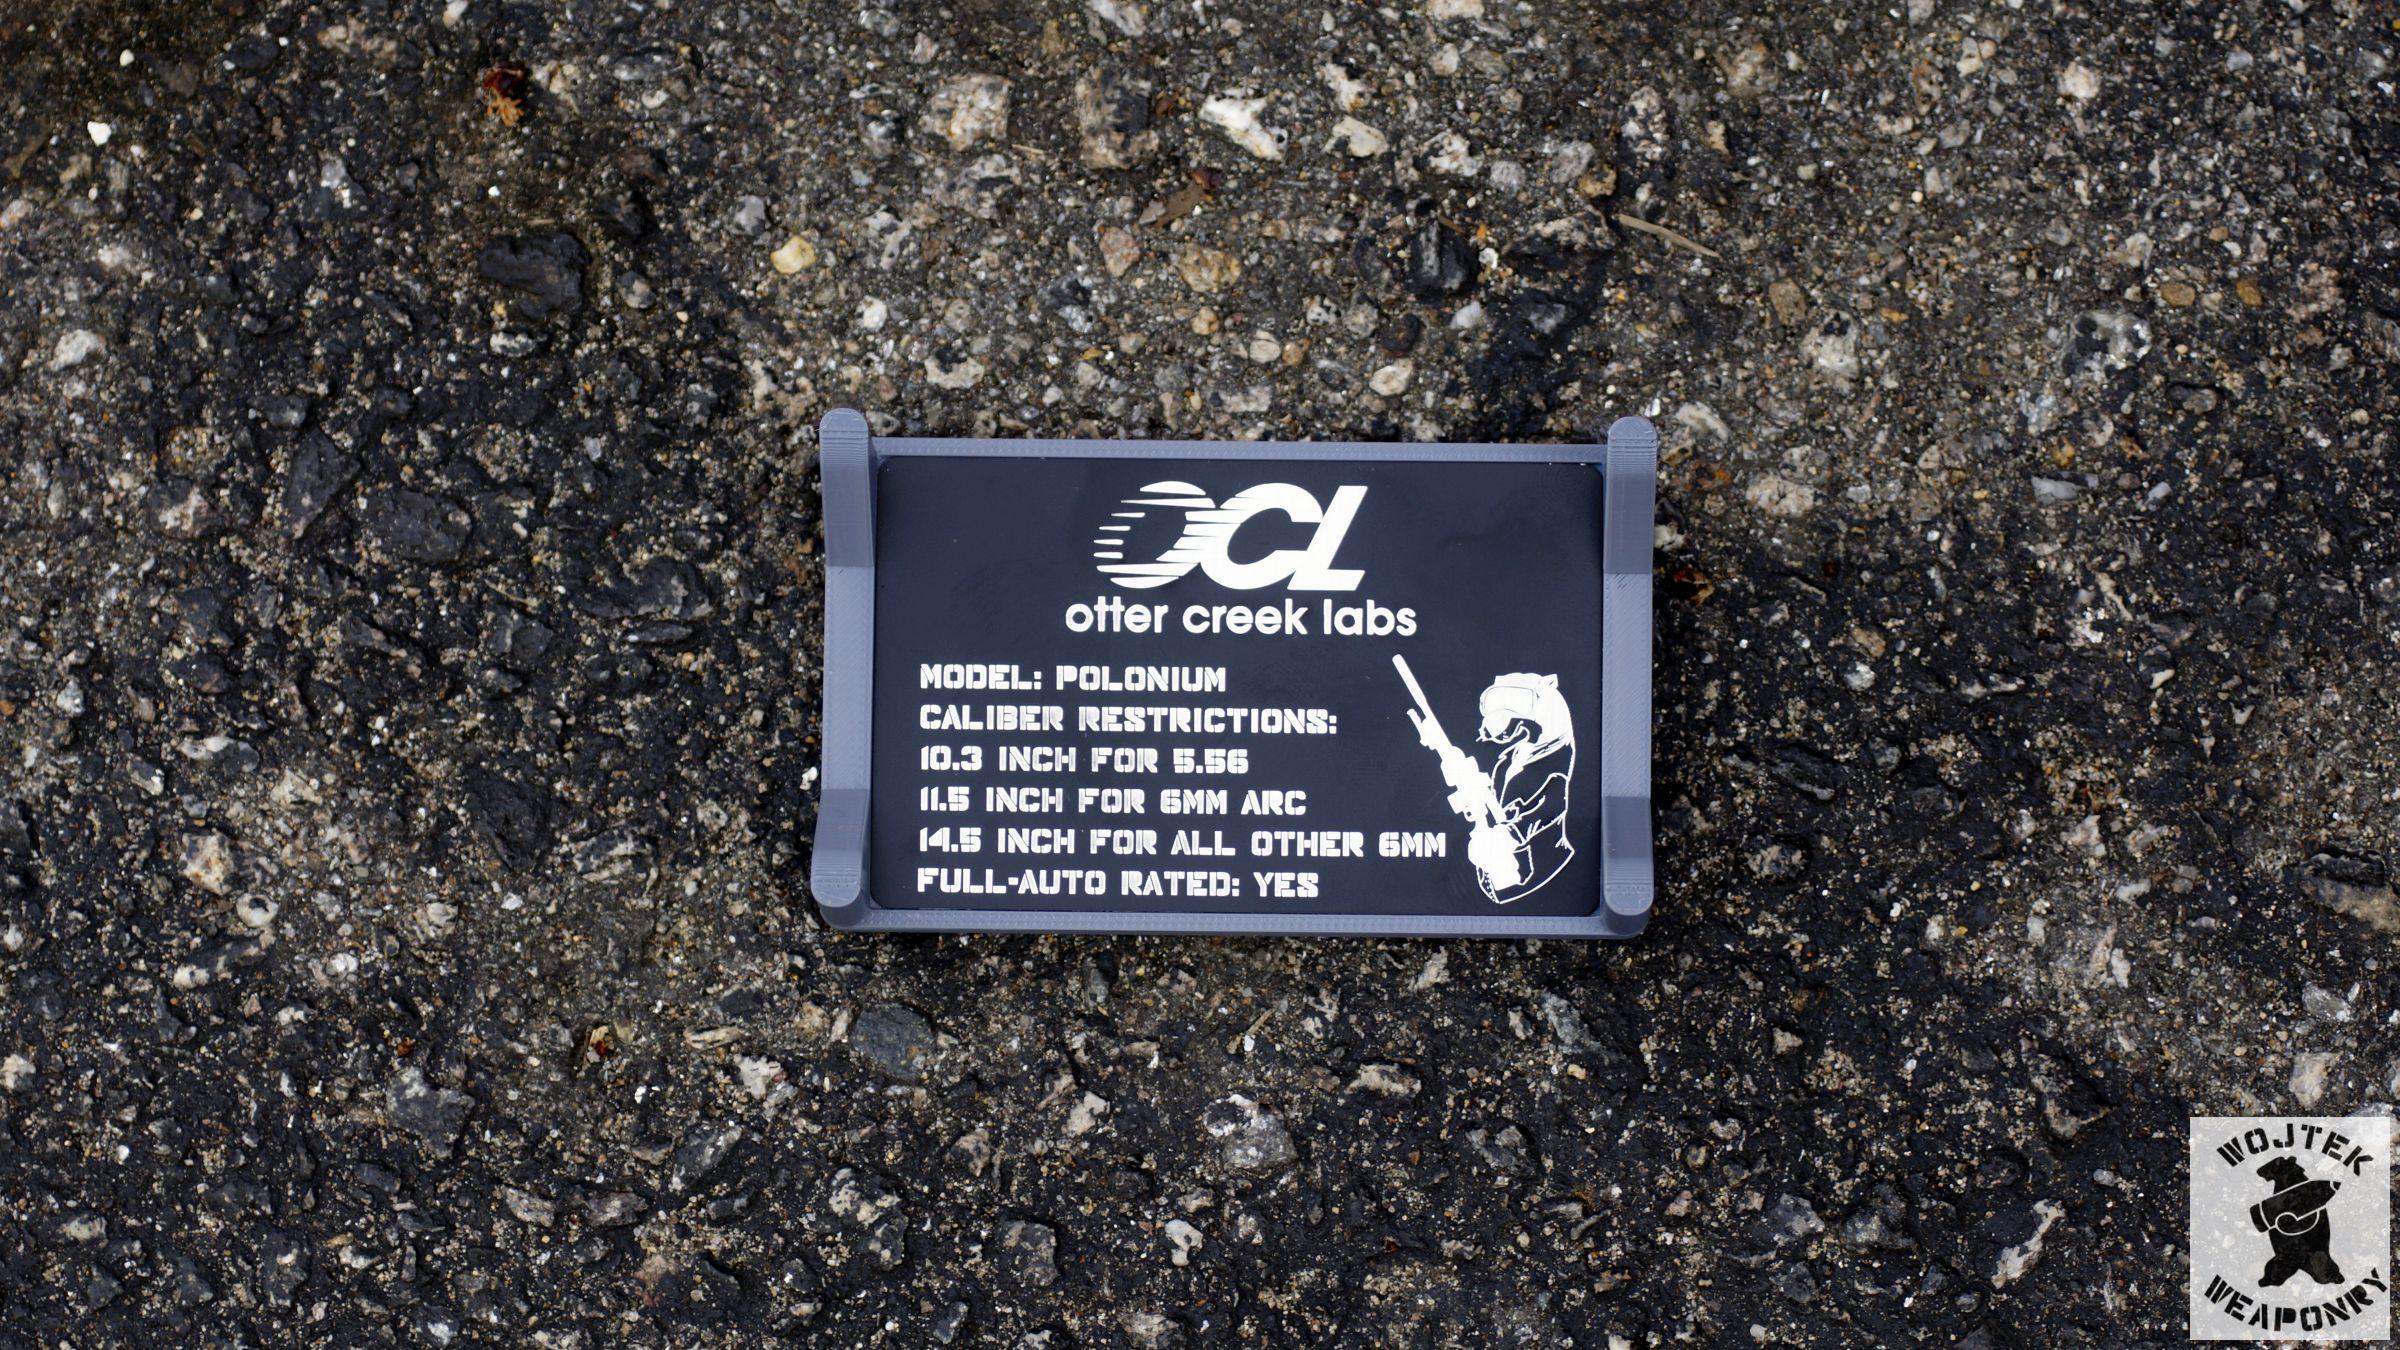 OCL
otter creek labs
MODEL: POLONIUM
CALIBER RESTRICTIONS:
10.3 INCH FOR 5.56
11.5 INCH FOR 6MM ARC
14.5 INCH FOR ALL OTHER 6MM
FULL-AUTO RATED: YES
WOJTEK
WEAPONRY